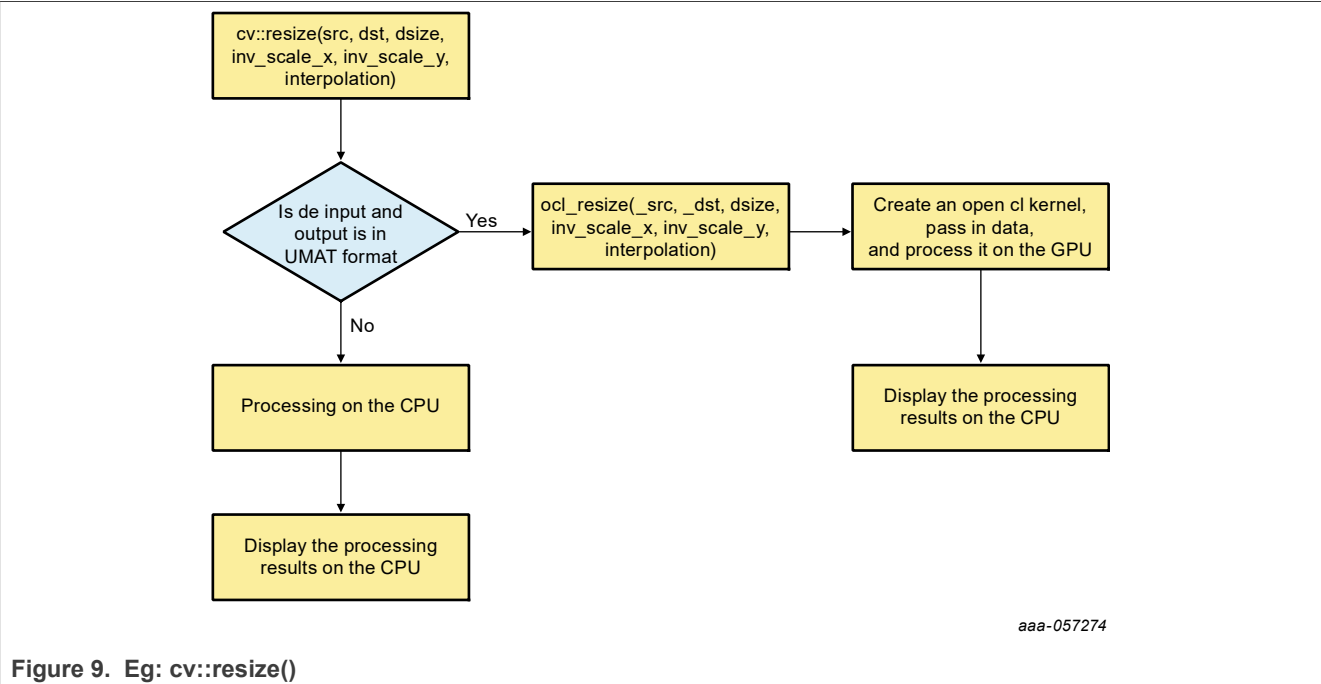 cv::resize(src, dst, dsize,
inv_scale_x, inv_scale_y,
interpolation)
Is de input and
output is in
UMAT format
Yes
ocl_resize(_src, _dst, dsize,
inv_scale_x, inv_scale_y,
interpolation)
Create an open cl kernel,
pass in data,
and process it on the GPU
No
Processing on the CPU
Display the processing
results on the CPU
Display the processing
results on the CPU
aaa-057274
Figure 9. Eg: cv::resize()